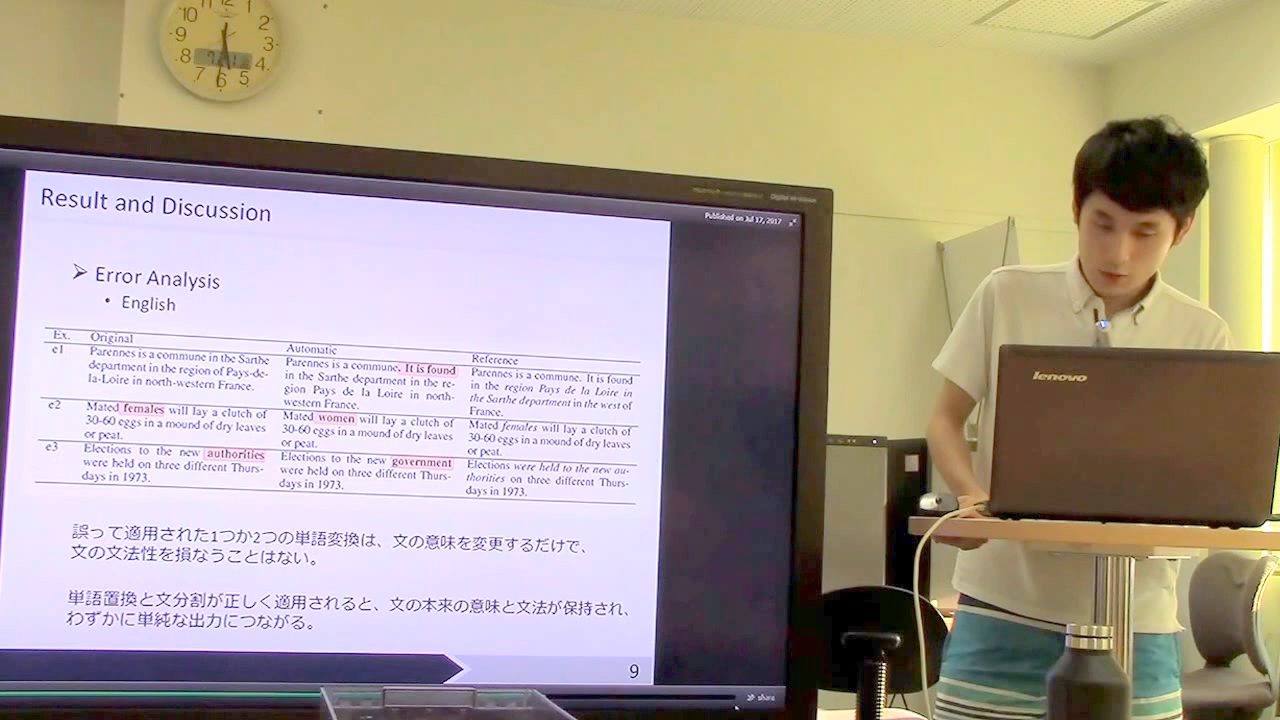 10 12 1
9 2
8 3
7 6 5 4
Published on Jul 17, 2017
Result and Discussion
➤ Error Analysis
• English
Ex. Original Automatic Reference
e1 Parennes is a commune in the Sarthe department in the region of Pays-de-la-Loire in north-western France.
Parennes is a commune. It is found in the Sarthe department in the region Pays de la Loire in north-western France.
Parennes is a commune. It is found in the region Pays de la Loire in the Sarthe department in the west of France.
e2 Mated females will lay a clutch of 30-60 eggs in a mound of dry leaves or peat.
Mated women will lay a clutch of 30-60 eggs in a mound of dry leaves or peat.
Mated females will lay a clutch of 30-60 eggs in a mound of dry leaves or peat.
e3 Elections to the new authorities were held on three different Thursdays in 1973.
Elections to the new government were held on three different Thursdays in 1973.
Elections were held to the new authorities on three different Thursdays in 1973.
誤って適用された1つか2つの単語変換は、文の意味を変更するだけで、
文の文法性を損なうことはない。
単語置換と文分割が正しく適用されると、文の本来の意味と文法が保持され、
わずかに単純な出力につながる。
9
share
lenovo